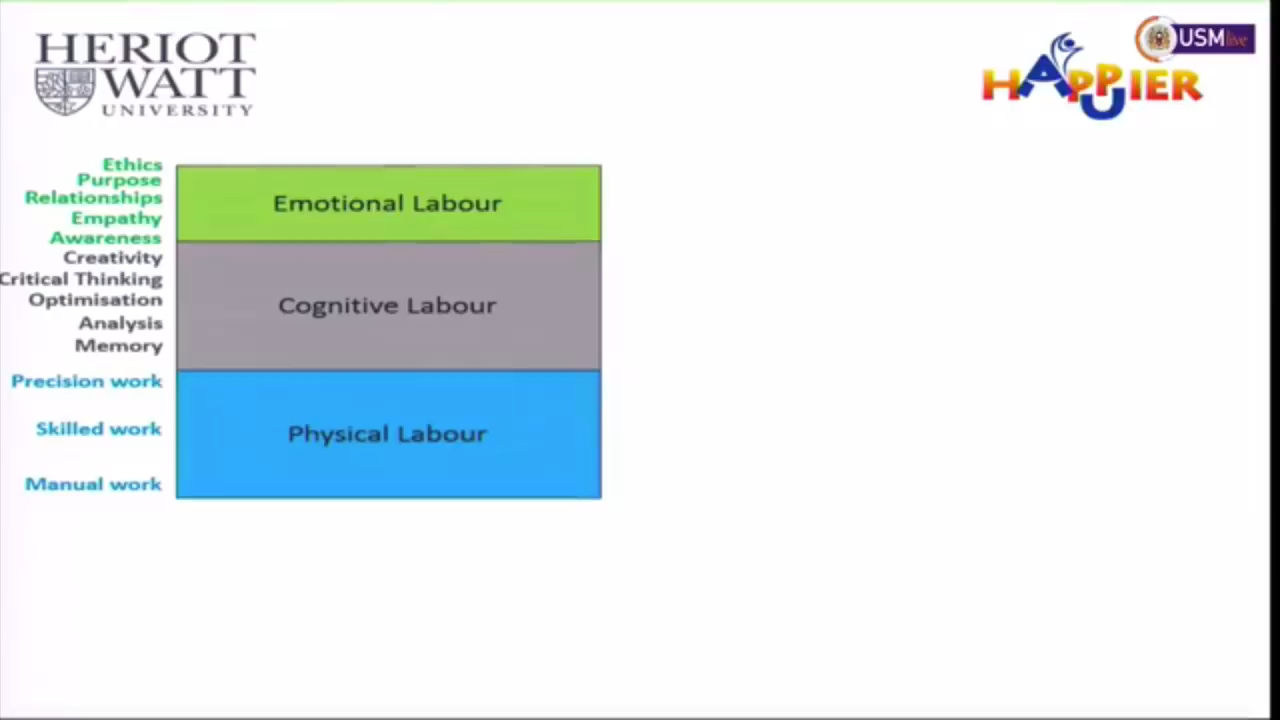 HERIOT
WATT
UNIVERSITY
HAPPIER
U
USMlive
Ethics
Purpose
Relationships
Empathy
Awareness
Creativity
Critical Thinking
Optimisation
Analysis
Memory
Precision work
Skilled work
Manual work
Emotional Labour
Cognitive Labour
Physical Labour